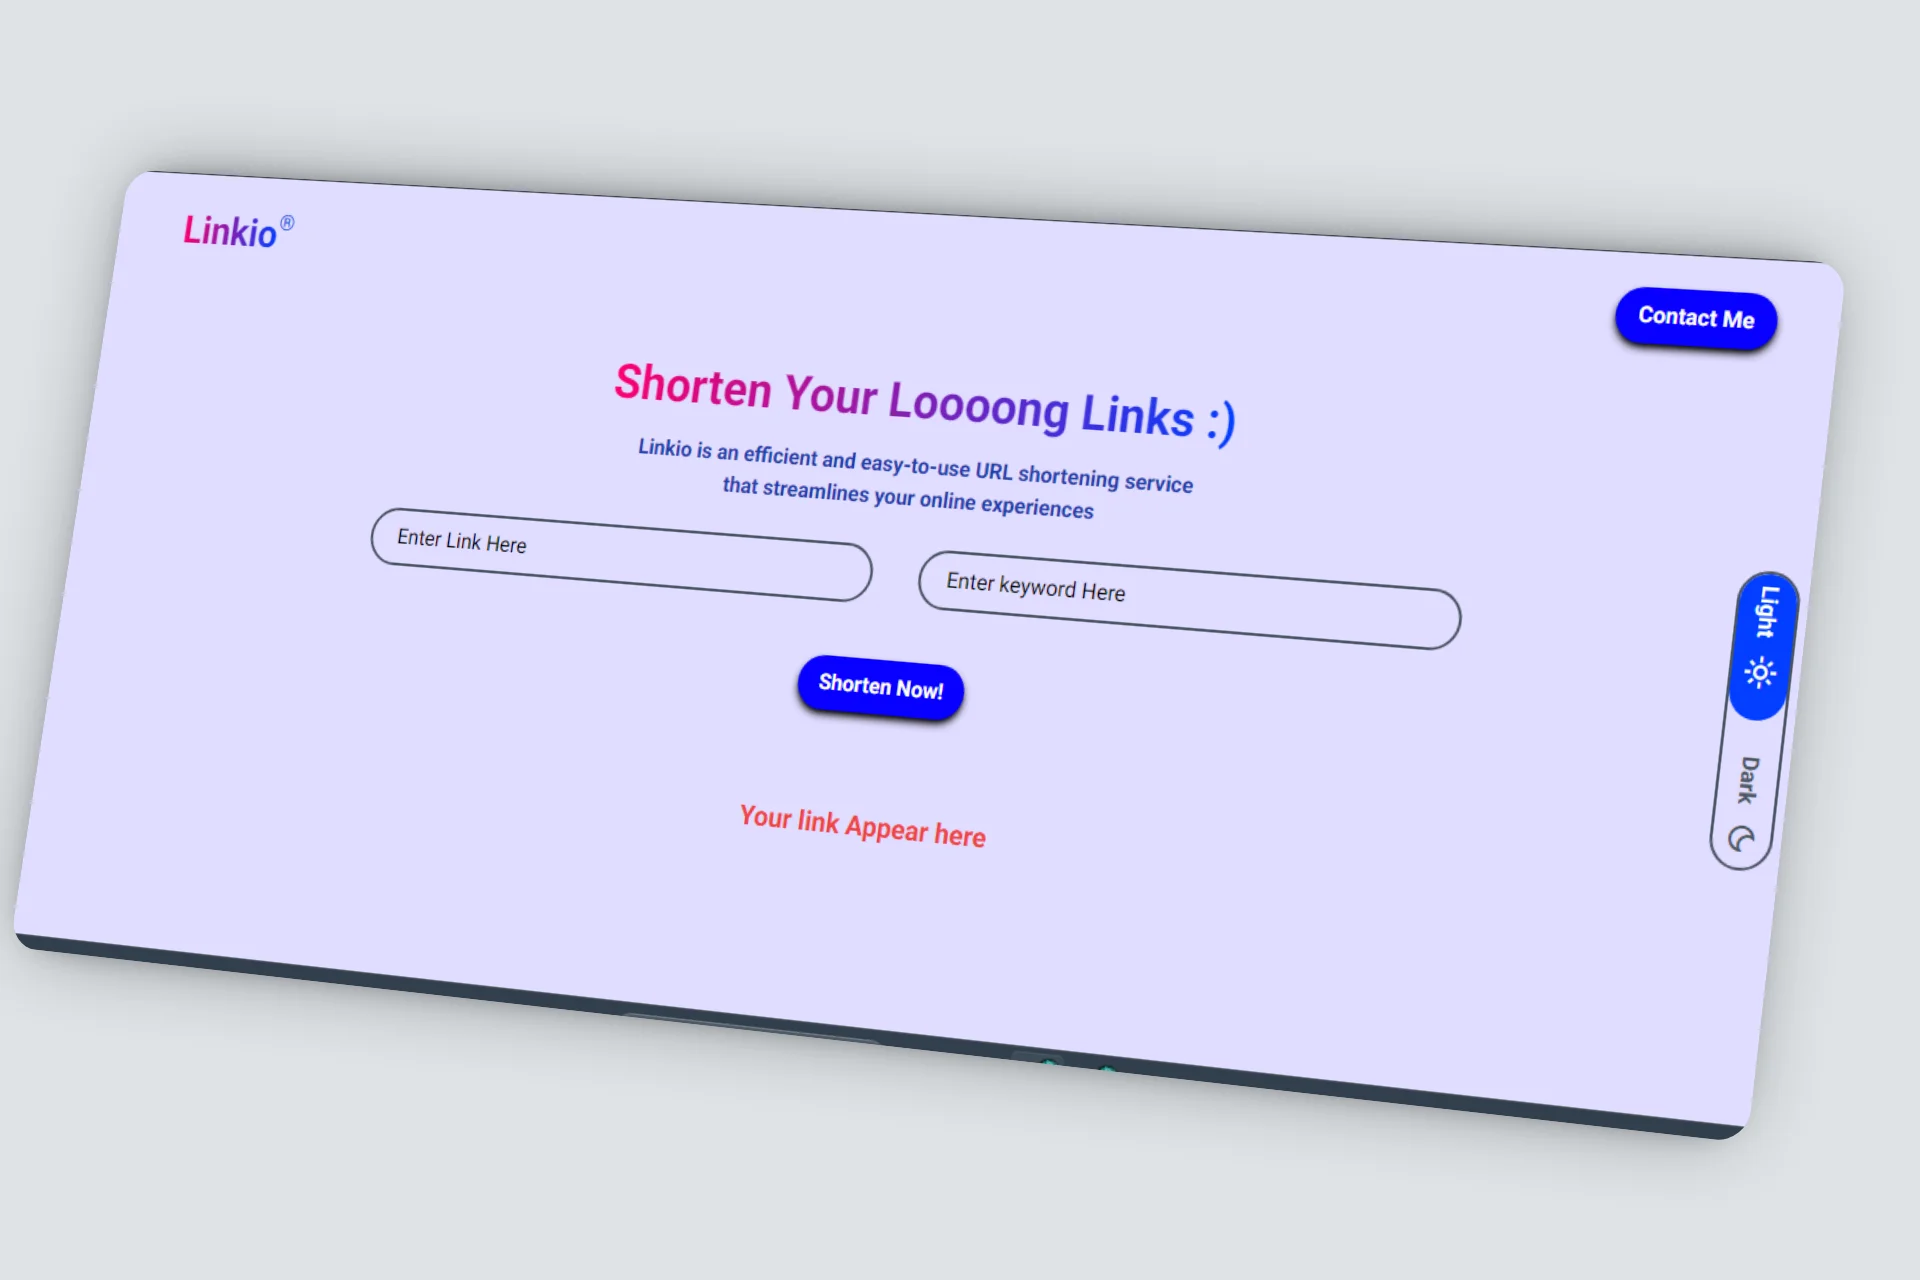 Linkio®
Contact Me
Shorten Your Loooong Links :)
Linkio is an efficient and easy-to-use URL shortening service
that streamlines your online experiences
Enter Link Here
Enter keyword Here
Shorten Now!
Light
Dark
Your link Appear here